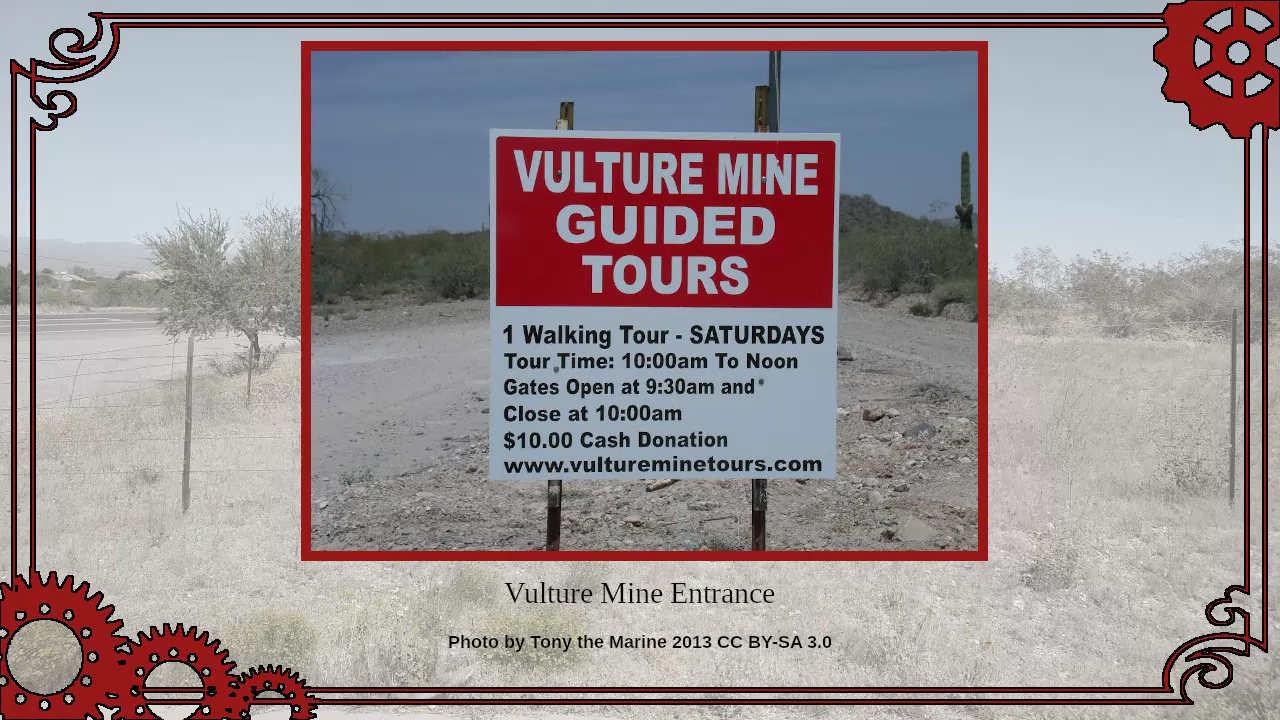 VULTURE MINE
GUIDED
TOURS
1 Walking Tour - SATURDAYS
Tour Time: 10:00am To Noon
Gates Open at 9:30am and
Close at 10:00am
$10.00 Cash Donation
www.vultureminetours.com
Vulture Mine Entrance
Photo by Tony the Marine 2013 CC BY-SA 3.0